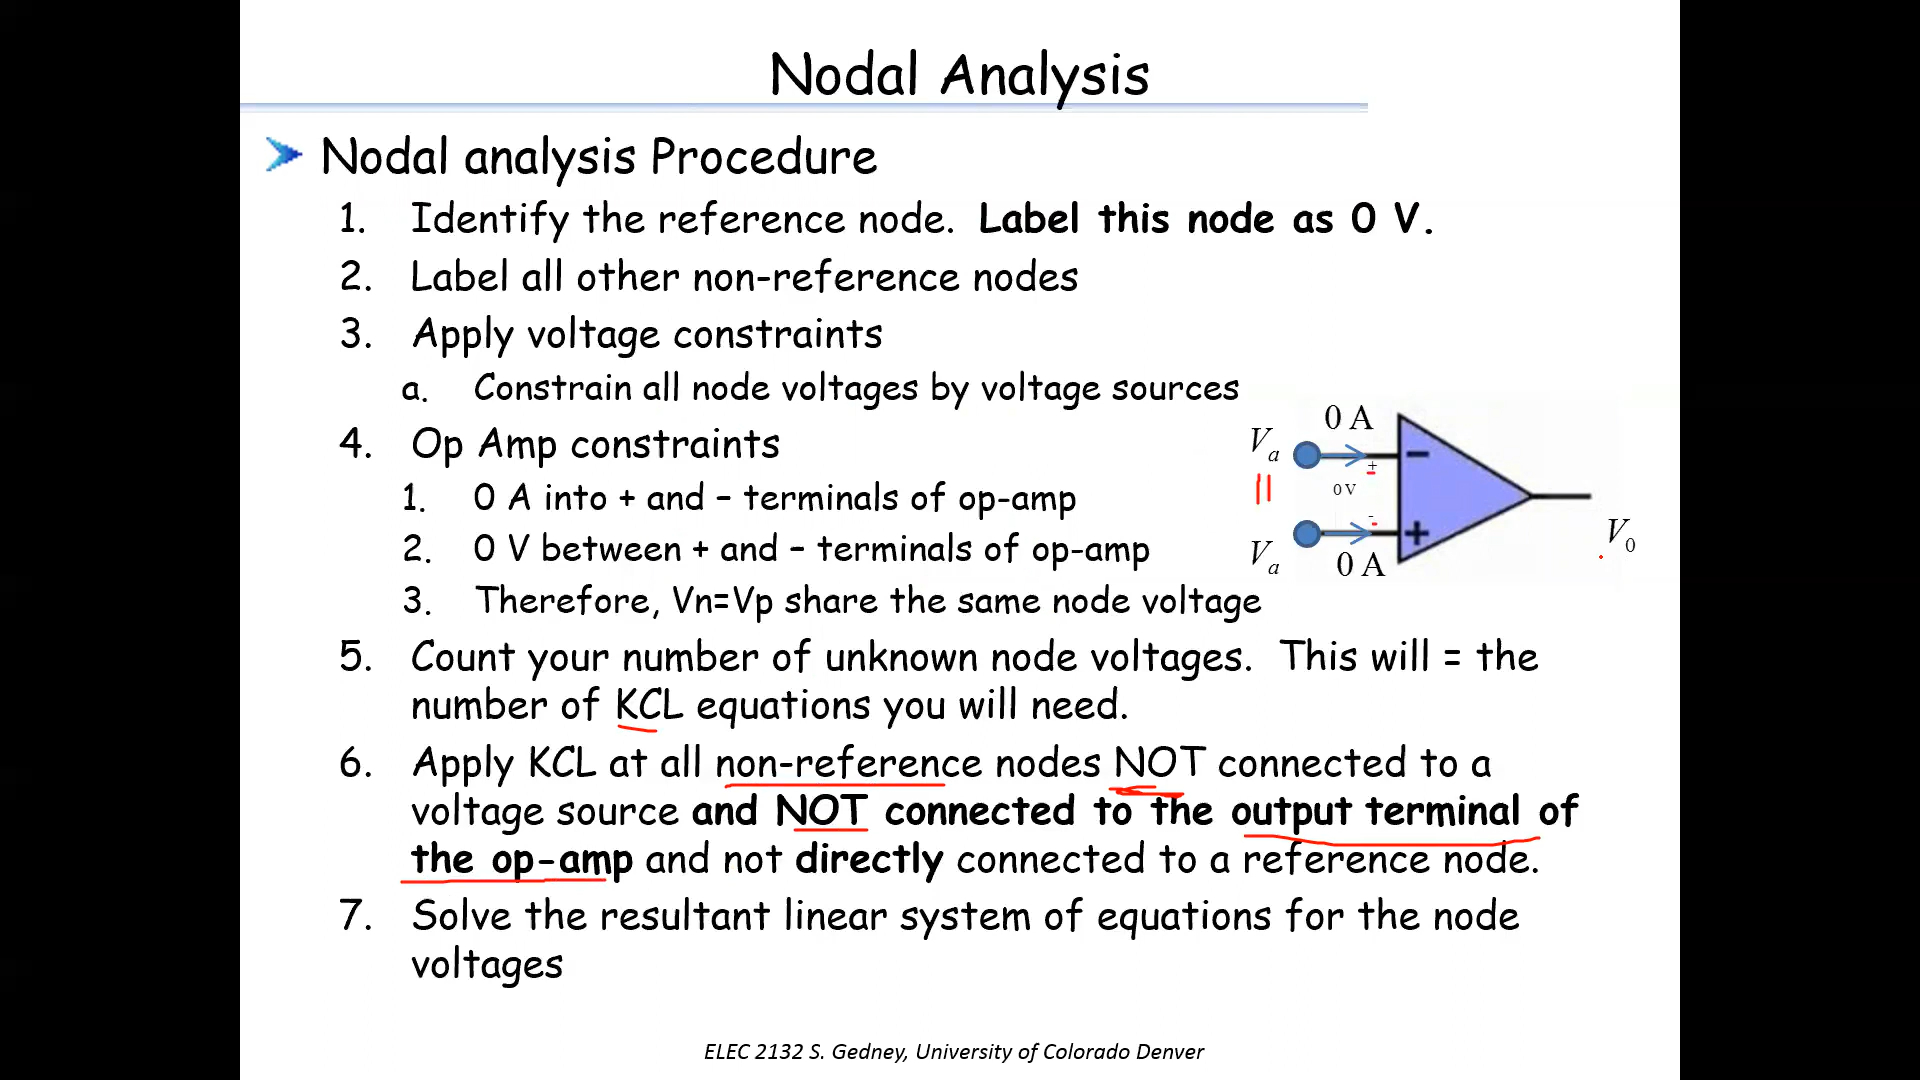 Nodal Analysis
Nodal analysis Procedure
1. Identify the reference node. Label this node as 0 V.
2. Label all other non-reference nodes
3. Apply voltage constraints
a. Constrain all node voltages by voltage sources
4. Op Amp constraints
1. 0 A into + and – terminals of op-amp
2. 0 V between + and – terminals of op-amp
3. Therefore, Vn=Vp share the same node voltage
0 A
Va
+
–
0 V
-
+
Va
0 A
V0
5. Count your number of unknown node voltages. This will = the
number of KCL equations you will need.
6. Apply KCL at all non-reference nodes NOT connected to a
voltage source and NOT connected to the output terminal of
the op-amp and not directly connected to a reference node.
7. Solve the resultant linear system of equations for the node
voltages
ELEC 2132 S. Gedney, University of Colorado Denver